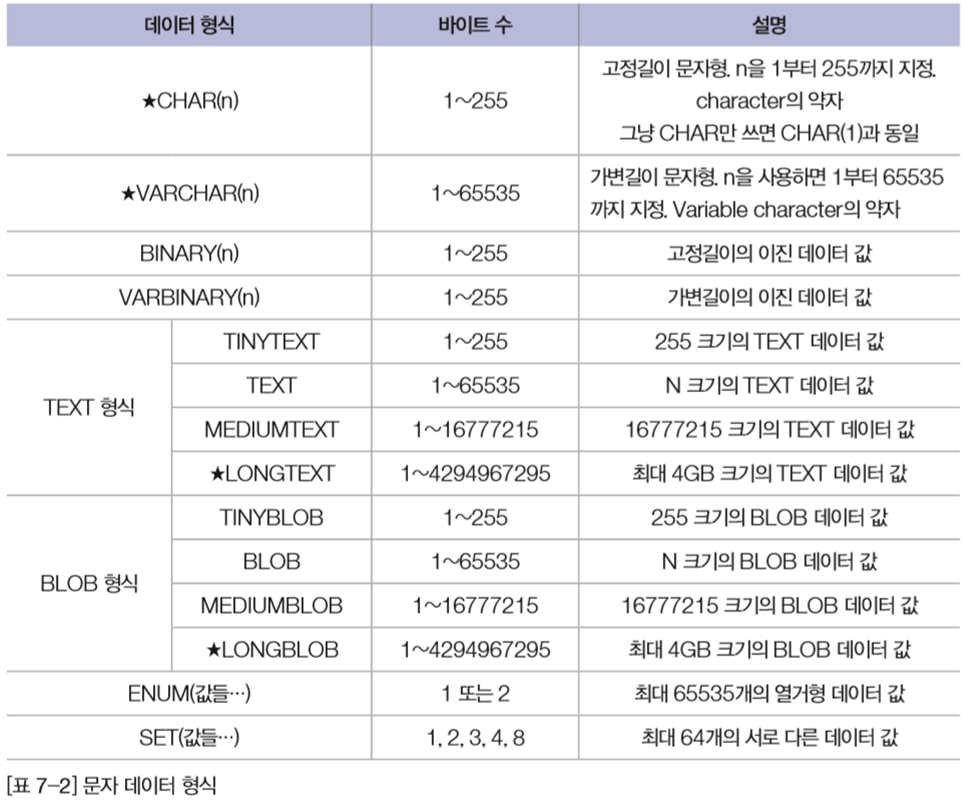 데이터 형식 바이트 수 설명
★CHAR(n) 1~255 고정길이 문자형. n을 1부터 255까지 지정.
character의 약자
그냥 CHAR만 쓰면 CHAR(1)과 동일
★VARCHAR(n) 1~65535 가변길이 문자형. n을 사용하면 1부터 65535
까지 지정. Variable character의 약자
BINARY(n) 1~255 고정길이의 이진 데이터 값
VARBINARY(n) 1~255 가변길이의 이진 데이터 값
TEXT 형식
TINYTEXT 1~255 255 크기의 TEXT 데이터 값
TEXT 1~65535 N 크기의 TEXT 데이터 값
MEDIUMTEXT 1~16777215 16777215 크기의 TEXT 데이터 값
★LONGTEXT 1~4294967295 최대 4GB 크기의 TEXT 데이터 값
BLOB 형식
TINYBLOB 1~255 255 크기의 BLOB 데이터 값
BLOB 1~65535 N 크기의 BLOB 데이터 값
MEDIUMBLOB 1~16777215 16777215 크기의 BLOB 데이터 값
★LONGBLOB 1~4294967295 최대 4GB 크기의 BLOB 데이터 값
ENUM(값들…) 1 또는 2 최대 65535개의 열거형 데이터 값
SET(값들…) 1, 2, 3, 4, 8 최대 64개의 서로 다른 데이터 값
[표 7-2] 문자 데이터 형식